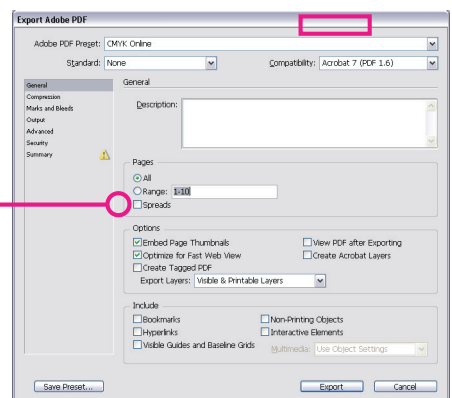 Export Adobe PDF
Adobe PDF Preset: CMYK Online
Standard: None Compatibility: Acrobat 7 (PDF 1.6)
General
Compression
Marks and Bleeds
Output
Advanced
Security
Summary
General
Description:
Pages
All
Range: 1-10
Spreads
Options
Embed Page Thumbnails View PDF after Exporting
Optimize for Fast Web View Create Acrobat Layers
Create Tagged PDF
Export Layers: Visible & Printable Layers
Include
Bookmarks Non-Printing Objects
Hyperlinks Interactive Elements
Visible Guides and Baseline Grids Multimedia: Use Object Settings
Save Preset... Export Cancel